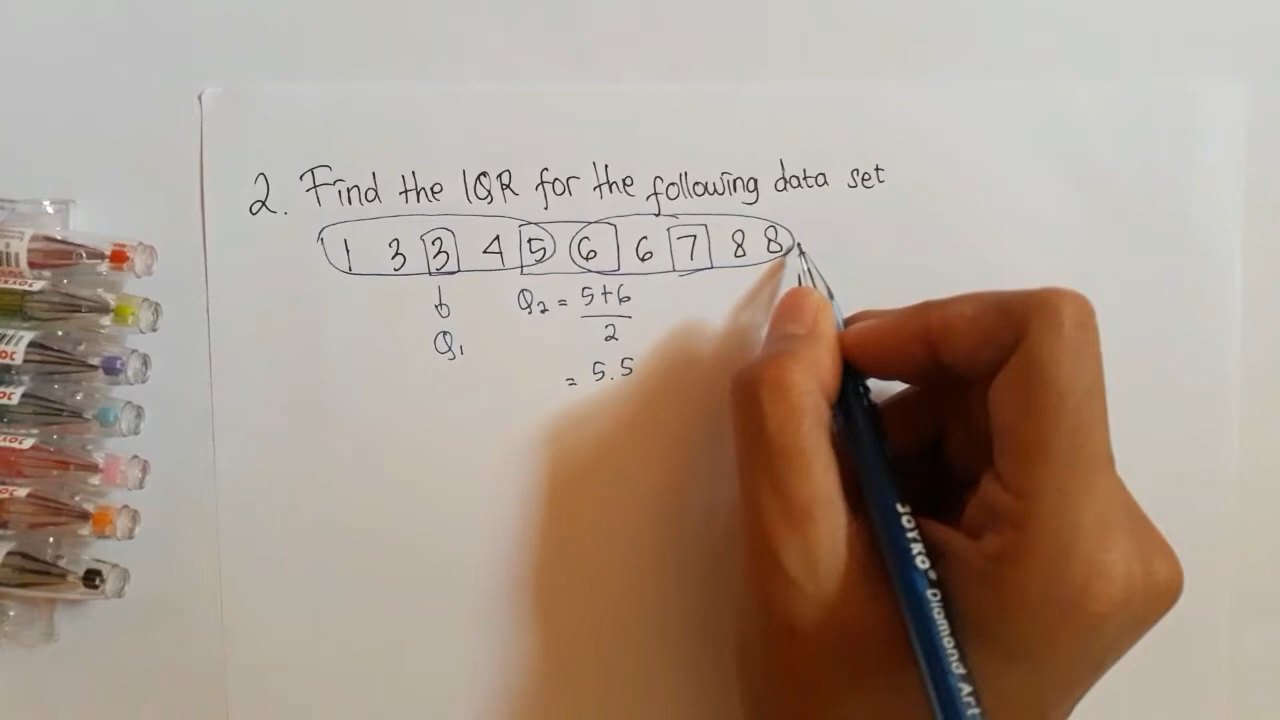 2. Find the IQR for the following data set
1 3 3 4 5 6 6 7 8 8
Q₂ = 5+6
2
Q₁
= 5.5
JOYKO® Diamond Art
JOYKO